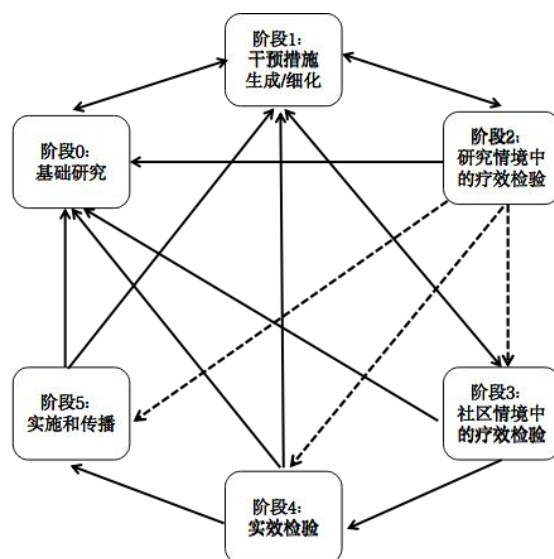 阶段1：
干预措施
生成/细化
阶段0：
基础研究
阶段2：
研究情境中
的疗效检验
阶段5：
实施和传播
阶段3：
社区情境中
的疗效检验
阶段4：
实效检验